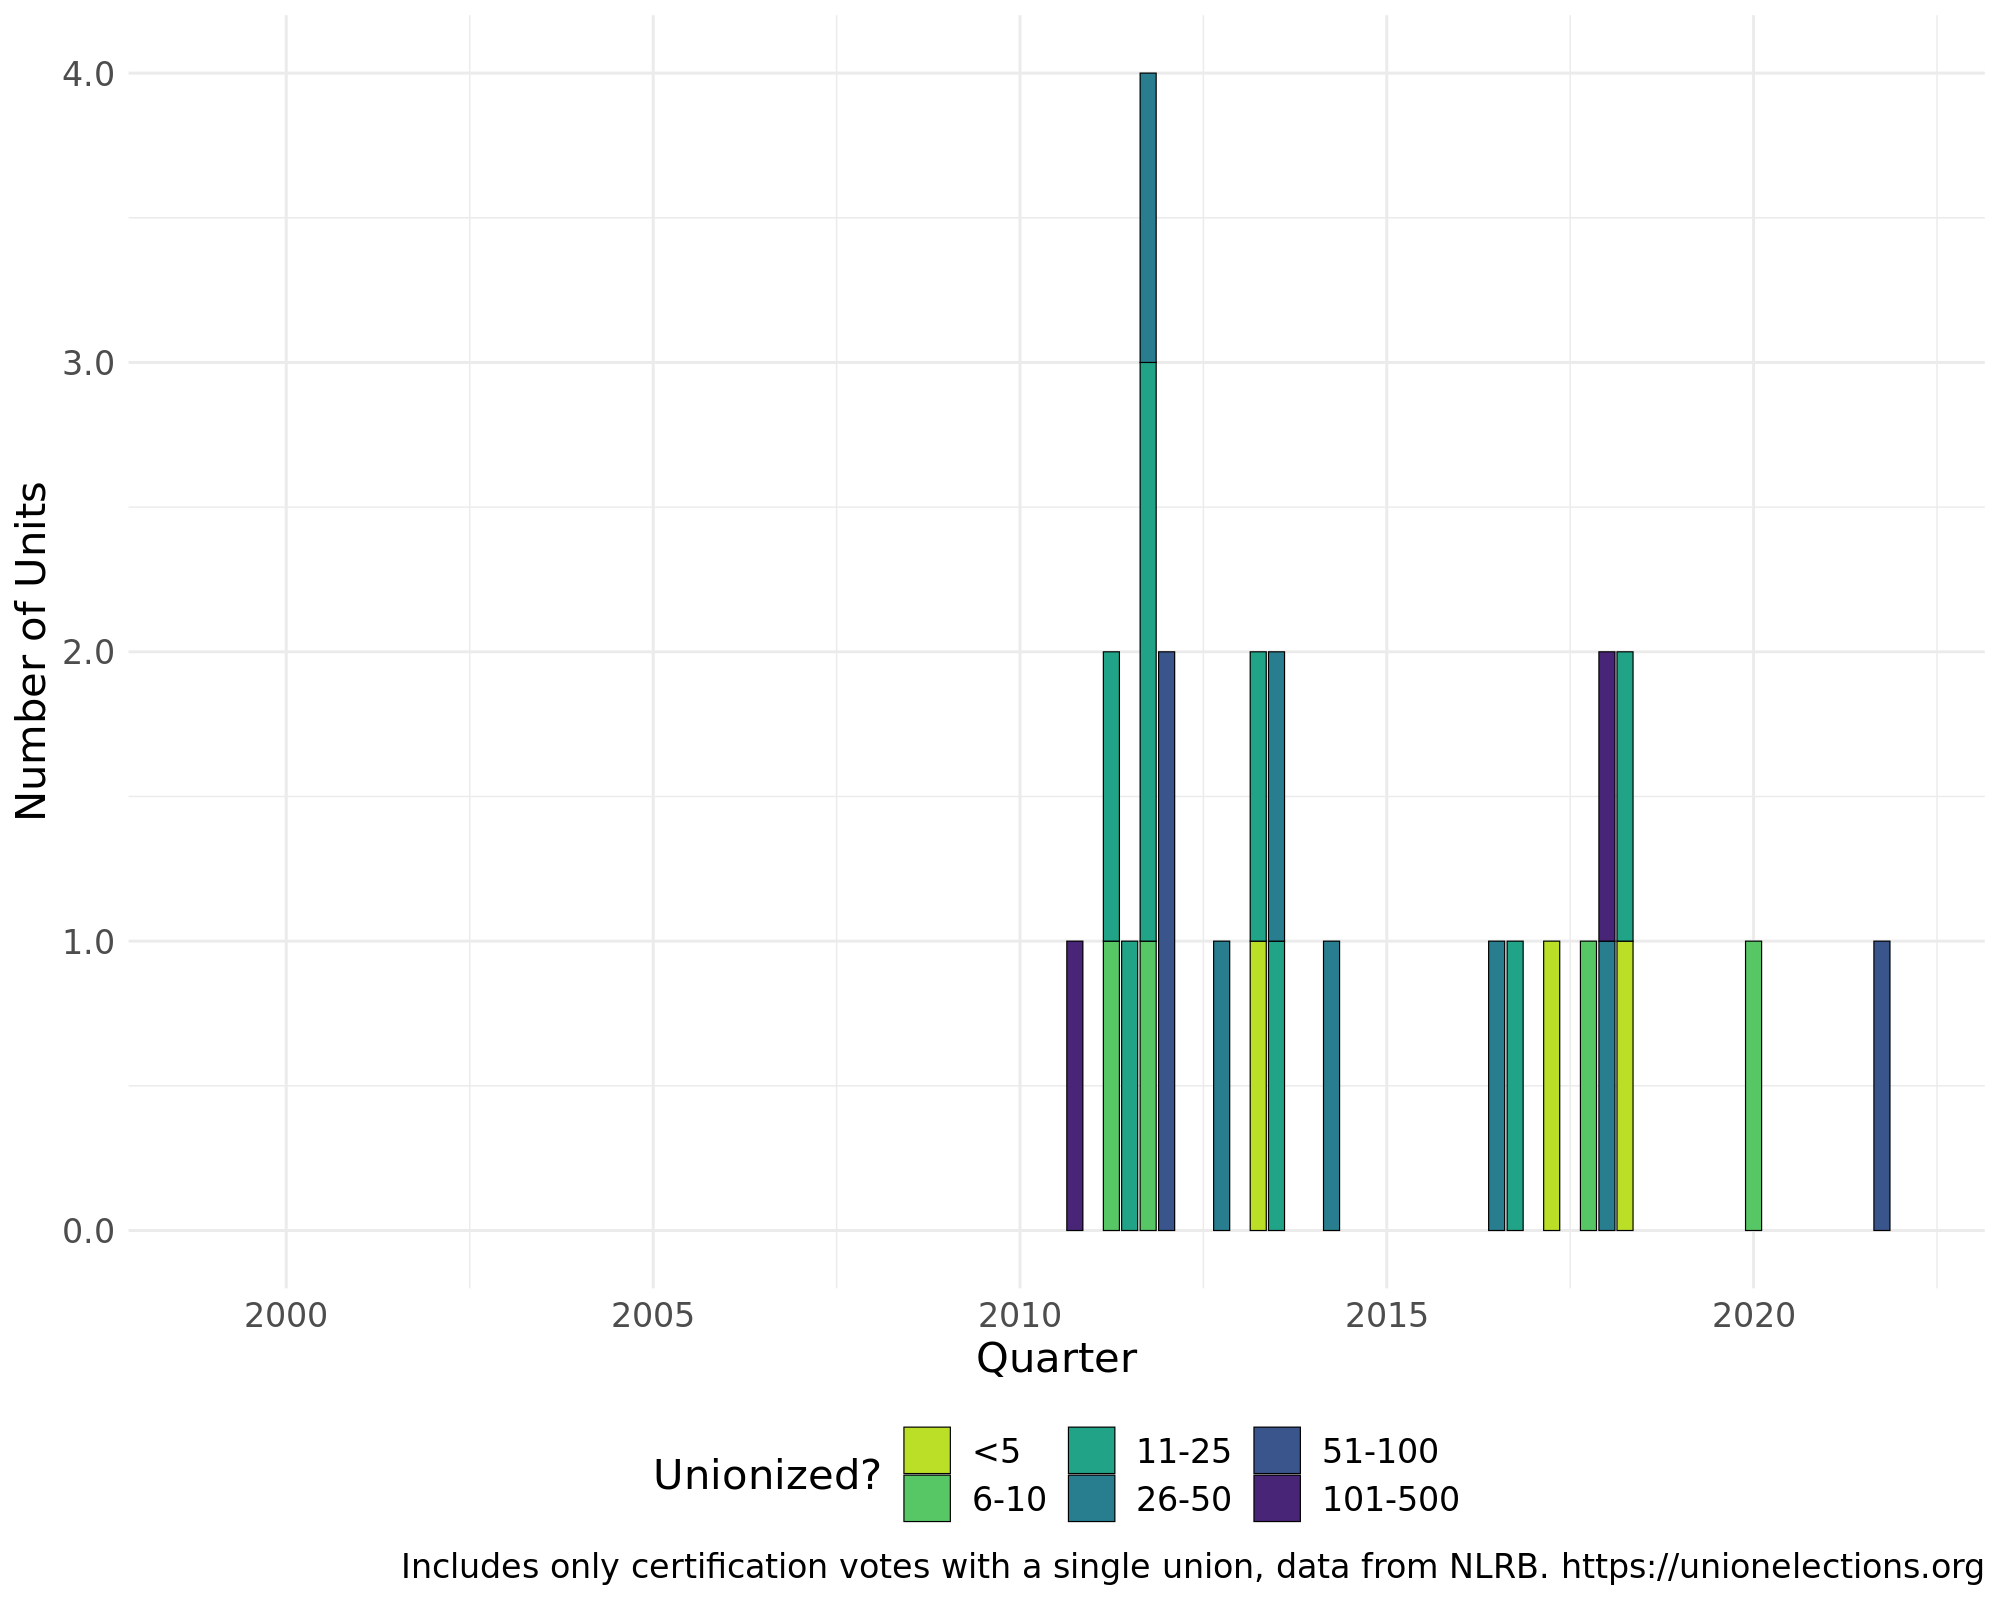 4.0
3.0
2.0
1.0
0.0
Number of Units
2000 2005 2010 2015 2020
Quarter
Unionized?
<5 11-25 51-100
6-10 26-50 101-500
Includes only certification votes with a single union, data from NLRB. https://unionelections.org